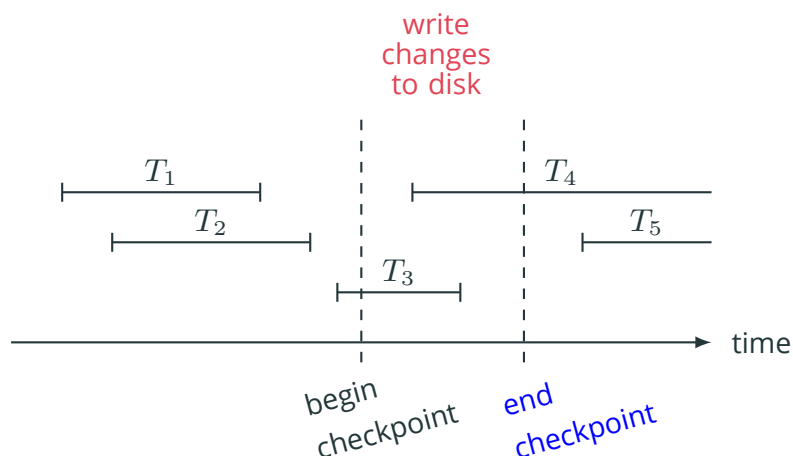 write
changes
to disk
T₁
T₄
T₂
T₅
T₃
time
begin
checkpoint
end
checkpoint